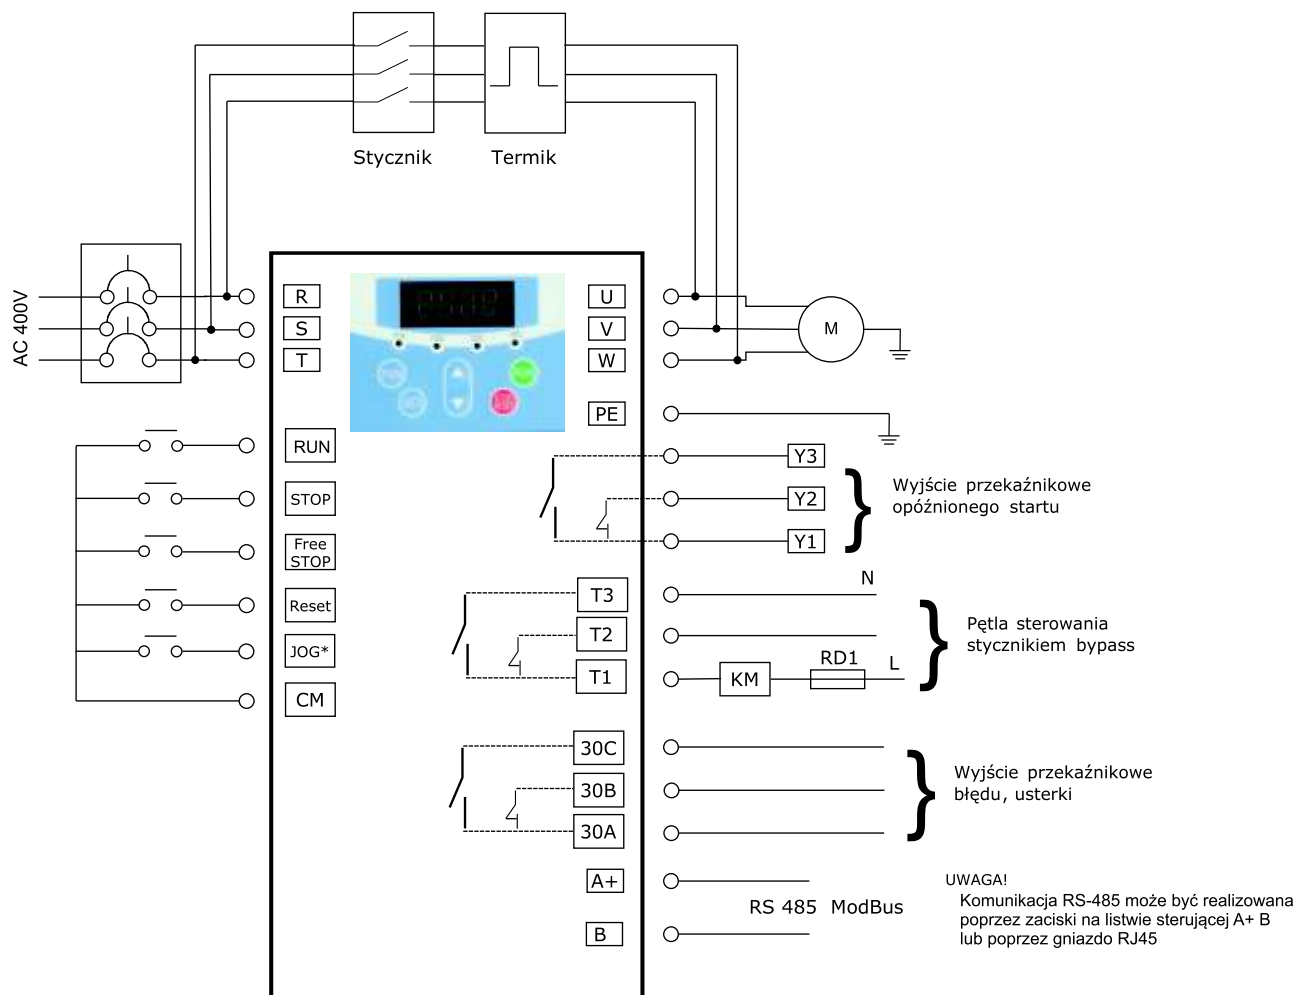 Stycznik
Termik
AC 400V
R
S
T
U
V
W
PE
M
RUN
STOP
Free
STOP
Reset
JOG*
CM
Y3
Y2
Y1
Wyjście przekaźnikowe
opóźnionego startu
T3
T2
T1
N
KM
RD1
L
Pętla sterowania
stycznikiem bypass
30C
30B
30A
Wyjście przekaźnikowe
błędu, usterki
A+
B
RS 485 ModBus
UWAGA!
Komunikacja RS-485 może być realizowana
poprzez zaciski na listwie sterującej A+ B
lub poprzez gniazdo RJ45